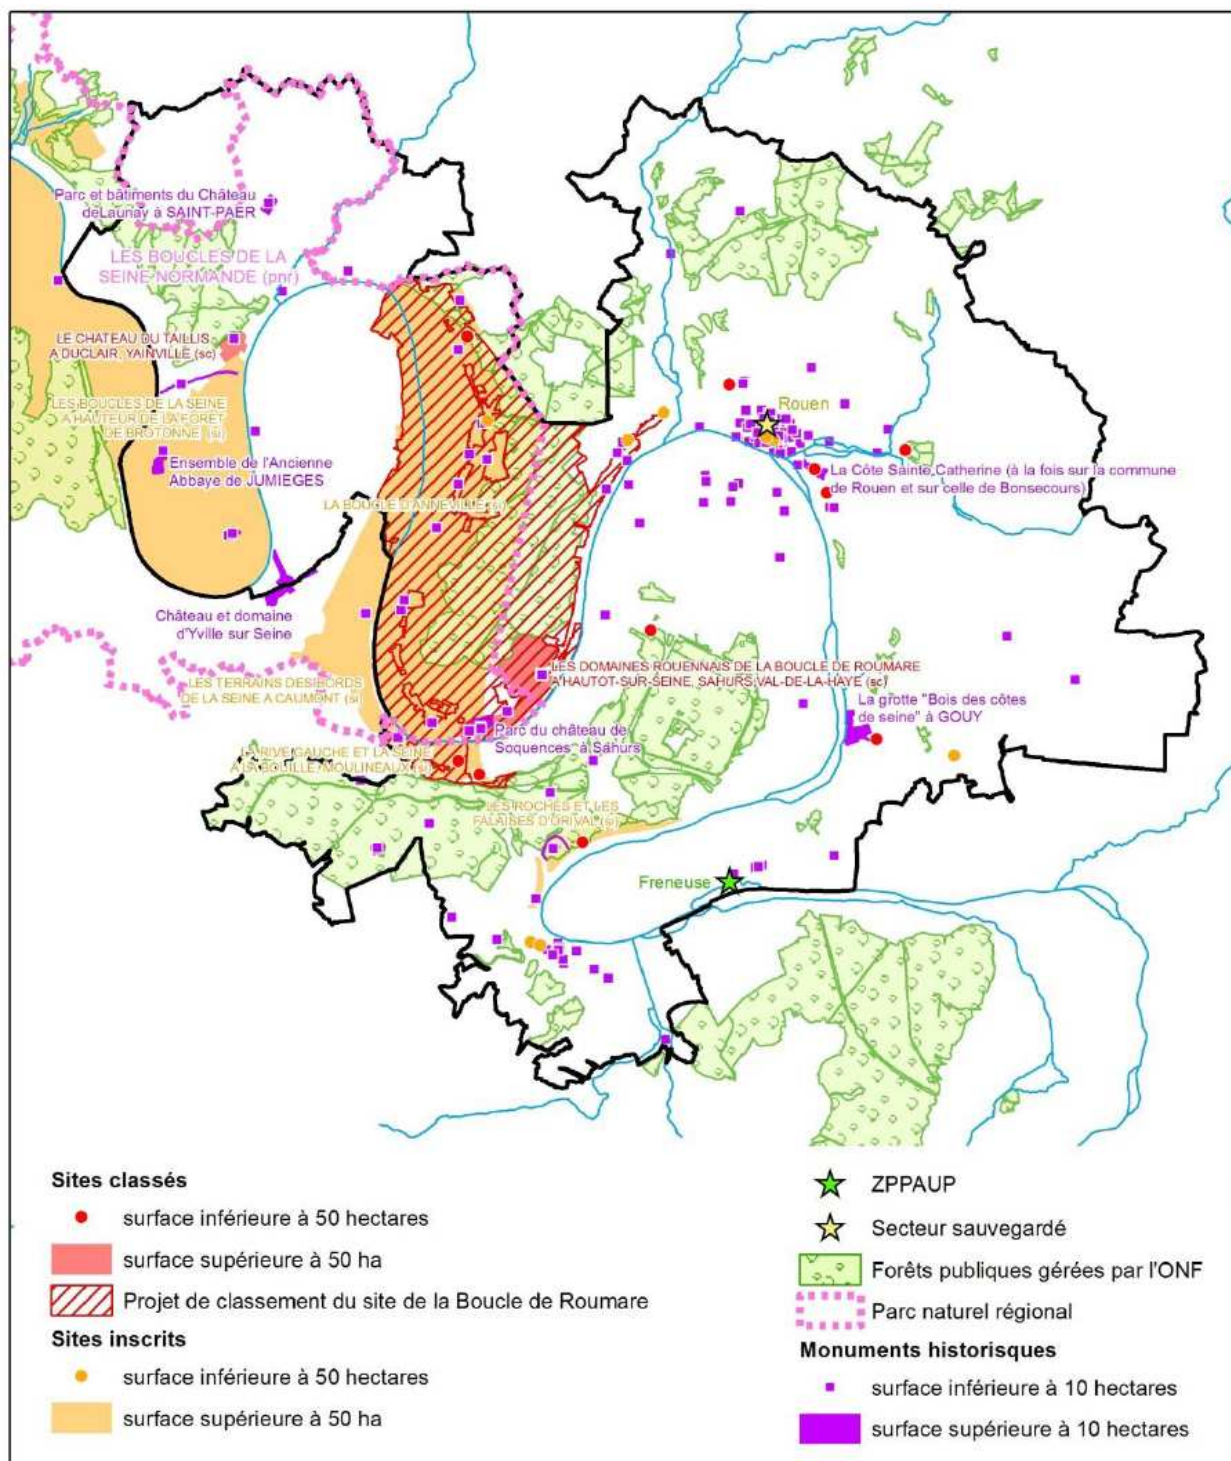 Parc et bâtiments du Château
deLaunay à SAINT-PAER
LES BOUCLES DE LA
SEINE NORMANDE (pnr)
LE CHATEAU DU TAILLIS
A DUCLAIR, YAINVILLE (sc)
LES BOUCLES DE LA SEINE
A HAUTEUR DE LA FORET
DE BROTONNE (si)
Ensemble de l'Ancienne
Abbaye de JUMIEGES
Rouen
La Côte Sainte Catherine (à la fois sur la commune
de Rouen et sur celle de Bonsecours)
LA BOUCLE D'ANNEVILLE (si)
Château et domaine
d'Yville sur Seine
LES DOMAINES ROUENNAIS DE LA BOUCLE DE ROUMARE
A HAUTOT-SUR-SEINE, SAHURS,VAL-DE-LA-HAYE (sc)
LES TERRAINS DES BORDS
DE LA SEINE A CAUMONT (si)
La grotte "Bois des côtes
de seine" à GOUY
Parc du château de
Soquences à Sahurs
LA RIVE GAUCHE ET LA SEINE
A LA BOUILLE, MOULINEAUX (si)
LES ROCHES ET LES
FALAISES D'ORIVAL (si)
Freneuse
Sites classés
surface inférieure à 50 hectares
surface supérieure à 50 ha
Projet de classement du site de la Boucle de Roumare
Sites inscrits
surface inférieure à 50 hectares
surface supérieure à 50 ha
ZPPAUP
Secteur sauvegardé
Forêts publiques gérées par l'ONF
Parc naturel régional
Monuments historiques
surface inférieure à 10 hectares
surface supérieure à 10 hectares